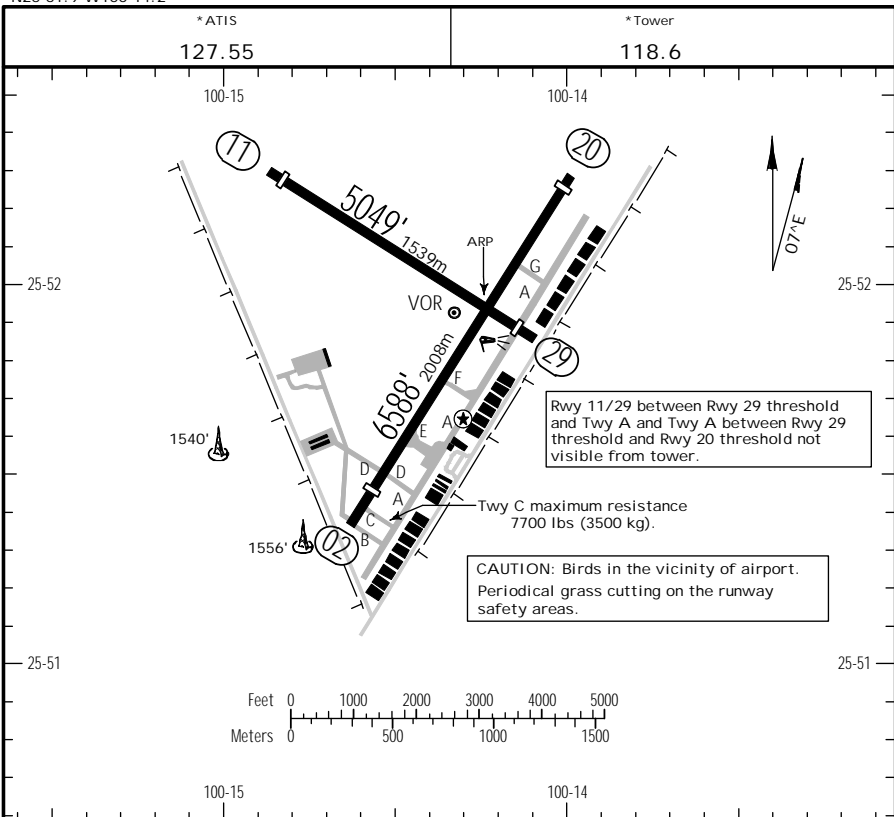 *ATIS
127.55
*Tower
118.6
100-15
100-14
11
20
5049'
1539m
ARP
07^E
G
A
25-52
25-52
VOR
29
6588'
2008m
F
A
E
Rwy 11/29 between Rwy 29 threshold
and Twy A and Twy A between Rwy 29
threshold and Rwy 20 threshold not
visible from tower.
1540'
D
D
A
C
B
Twy C maximum resistance
7700 lbs (3500 kg).
1556'
02
CAUTION: Birds in the vicinity of airport.
Periodical grass cutting on the runway
safety areas.
25-51
25-51
Feet 0 1000 2000 3000 4000 5000
Meters 0 500 1000 1500
100-15
100-14